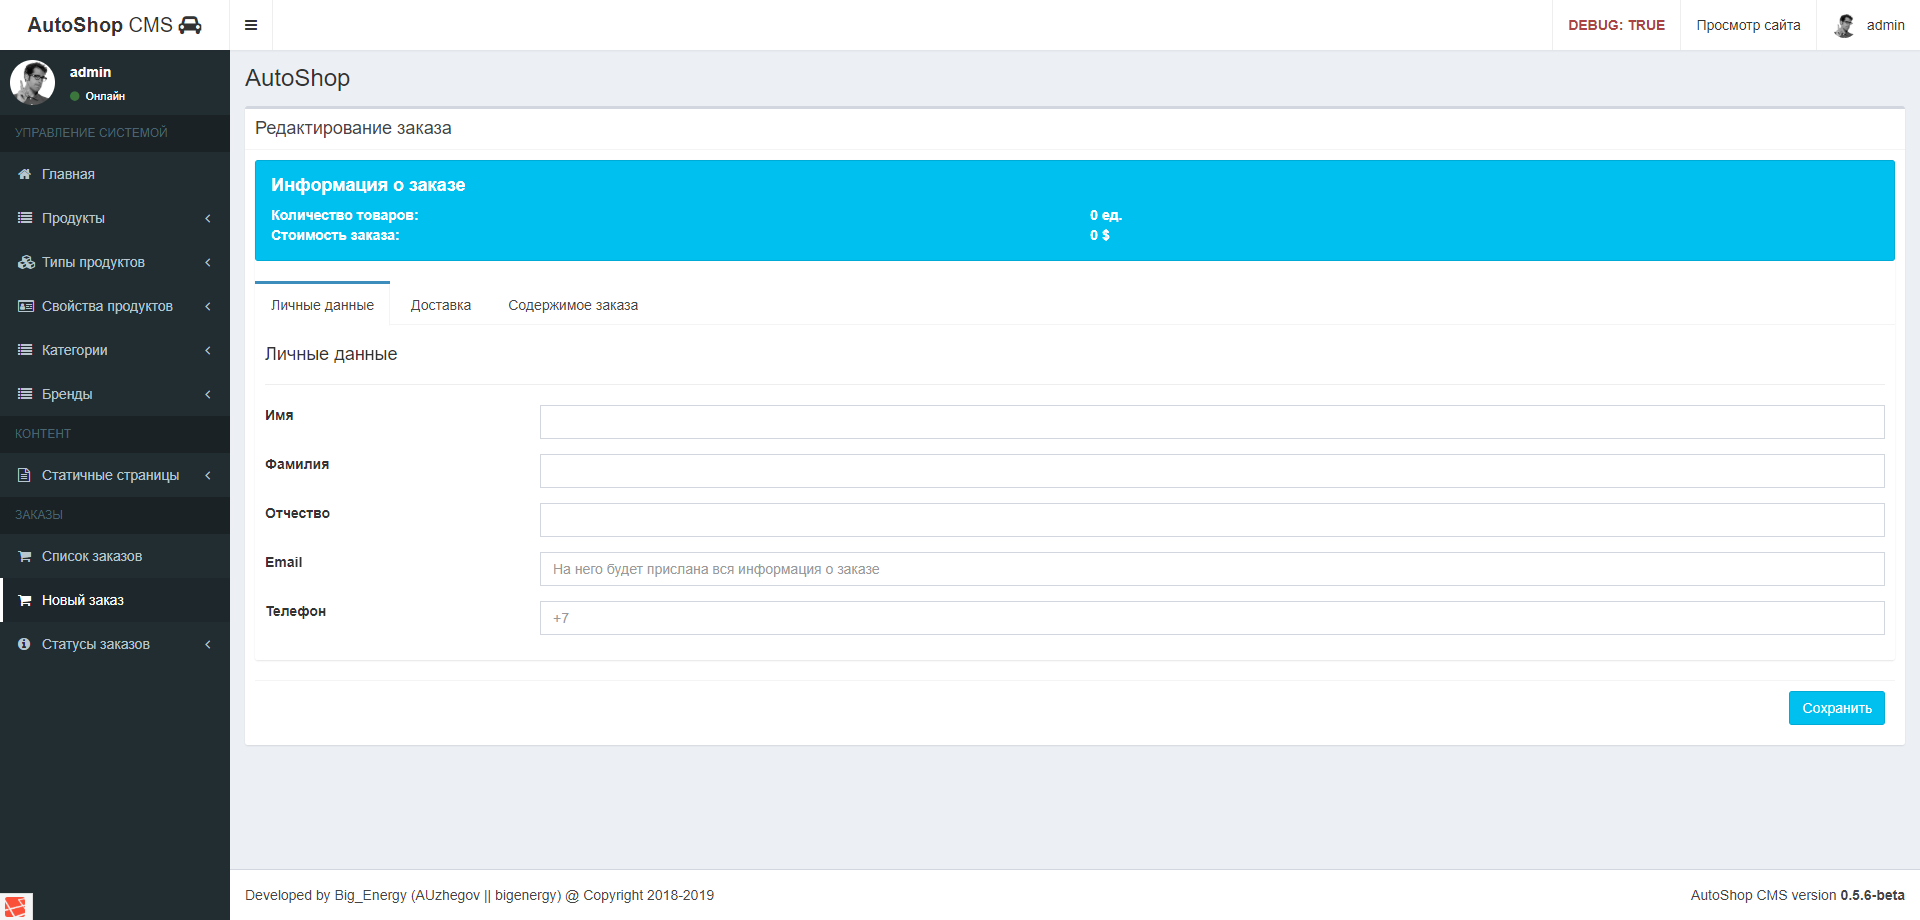 AutoShop CMS
DEBUG: TRUE
Просмотр сайта
admin
admin
Онлайн
УПРАВЛЕНИЕ СИСТЕМОЙ
Главная
Продукты
Типы продуктов
Свойства продуктов
Категории
Бренды
КОНТЕНТ
Статичные страницы
ЗАКАЗЫ
Список заказов
Новый заказ
Статусы заказов
AutoShop
Редактирование заказа
Информация о заказе
Количество товаров: 0 ед.
Стоимость заказа: 0 $
Личные данные Доставка Содержимое заказа
Личные данные
Имя
Фамилия
Отчество
Email На него будет прислана вся информация о заказе
Телефон +7
Сохранить
Developed by Big_Energy (AUzhegov || bigenergy) @ Copyright 2018-2019
AutoShop CMS version 0.5.6-beta